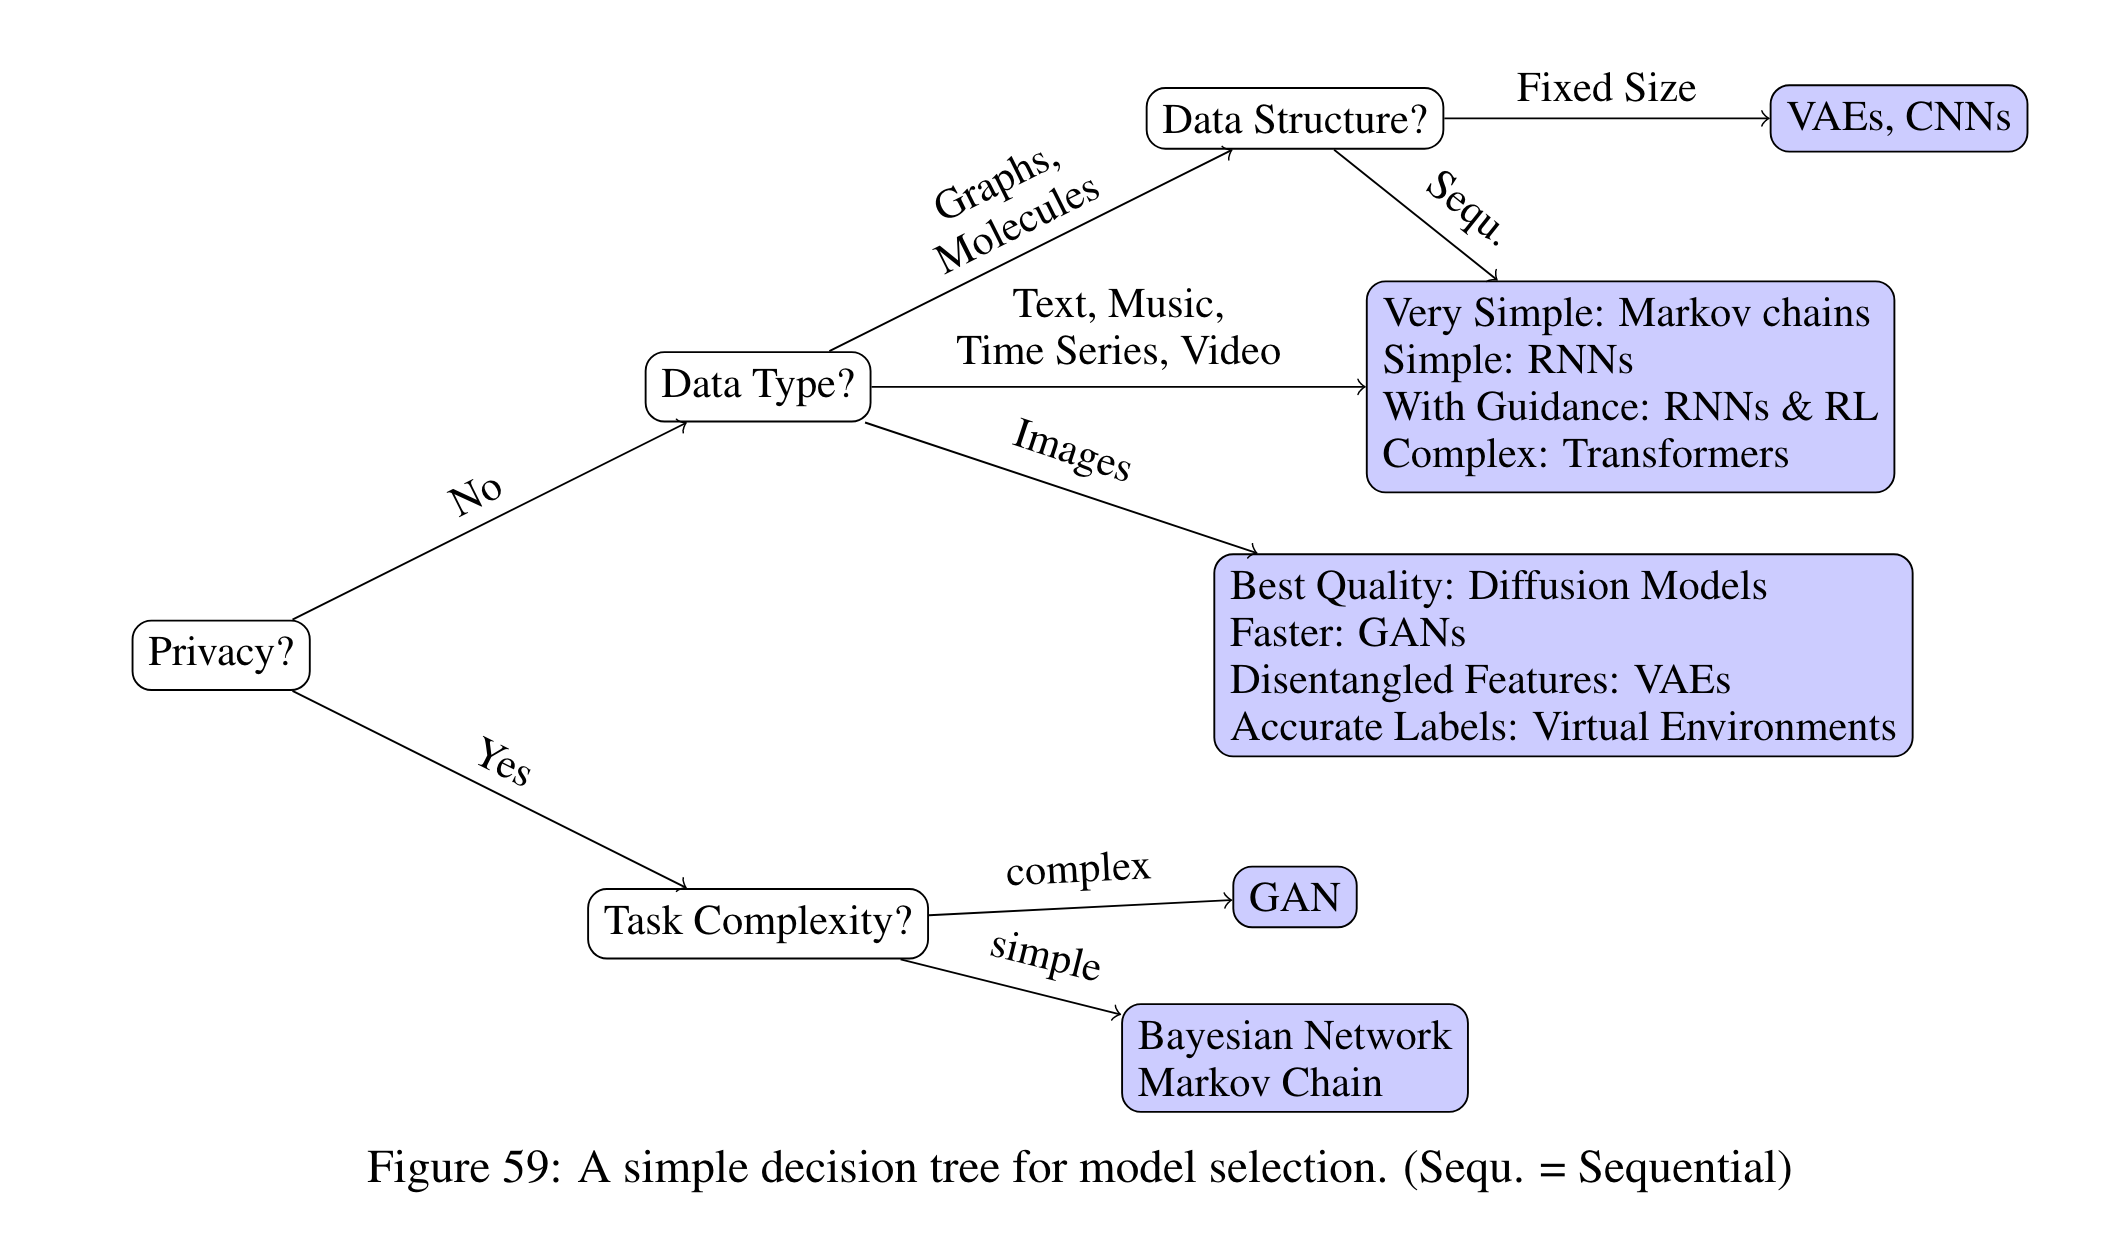 Data Structure?
Fixed Size
VAEs, CNNs
Graphs,
Molecules
Sequ.
Text, Music,
Time Series, Video
Very Simple: Markov chains
Simple: RNNs
With Guidance: RNNs & RL
Complex: Transformers
Data Type?
Images
No
Best Quality: Diffusion Models
Faster: GANs
Disentangled Features: VAEs
Accurate Labels: Virtual Environments
Privacy?
Yes
Task Complexity?
complex
GAN
simple
Bayesian Network
Markov Chain
Figure 59: A simple decision tree for model selection. (Sequ. = Sequential)